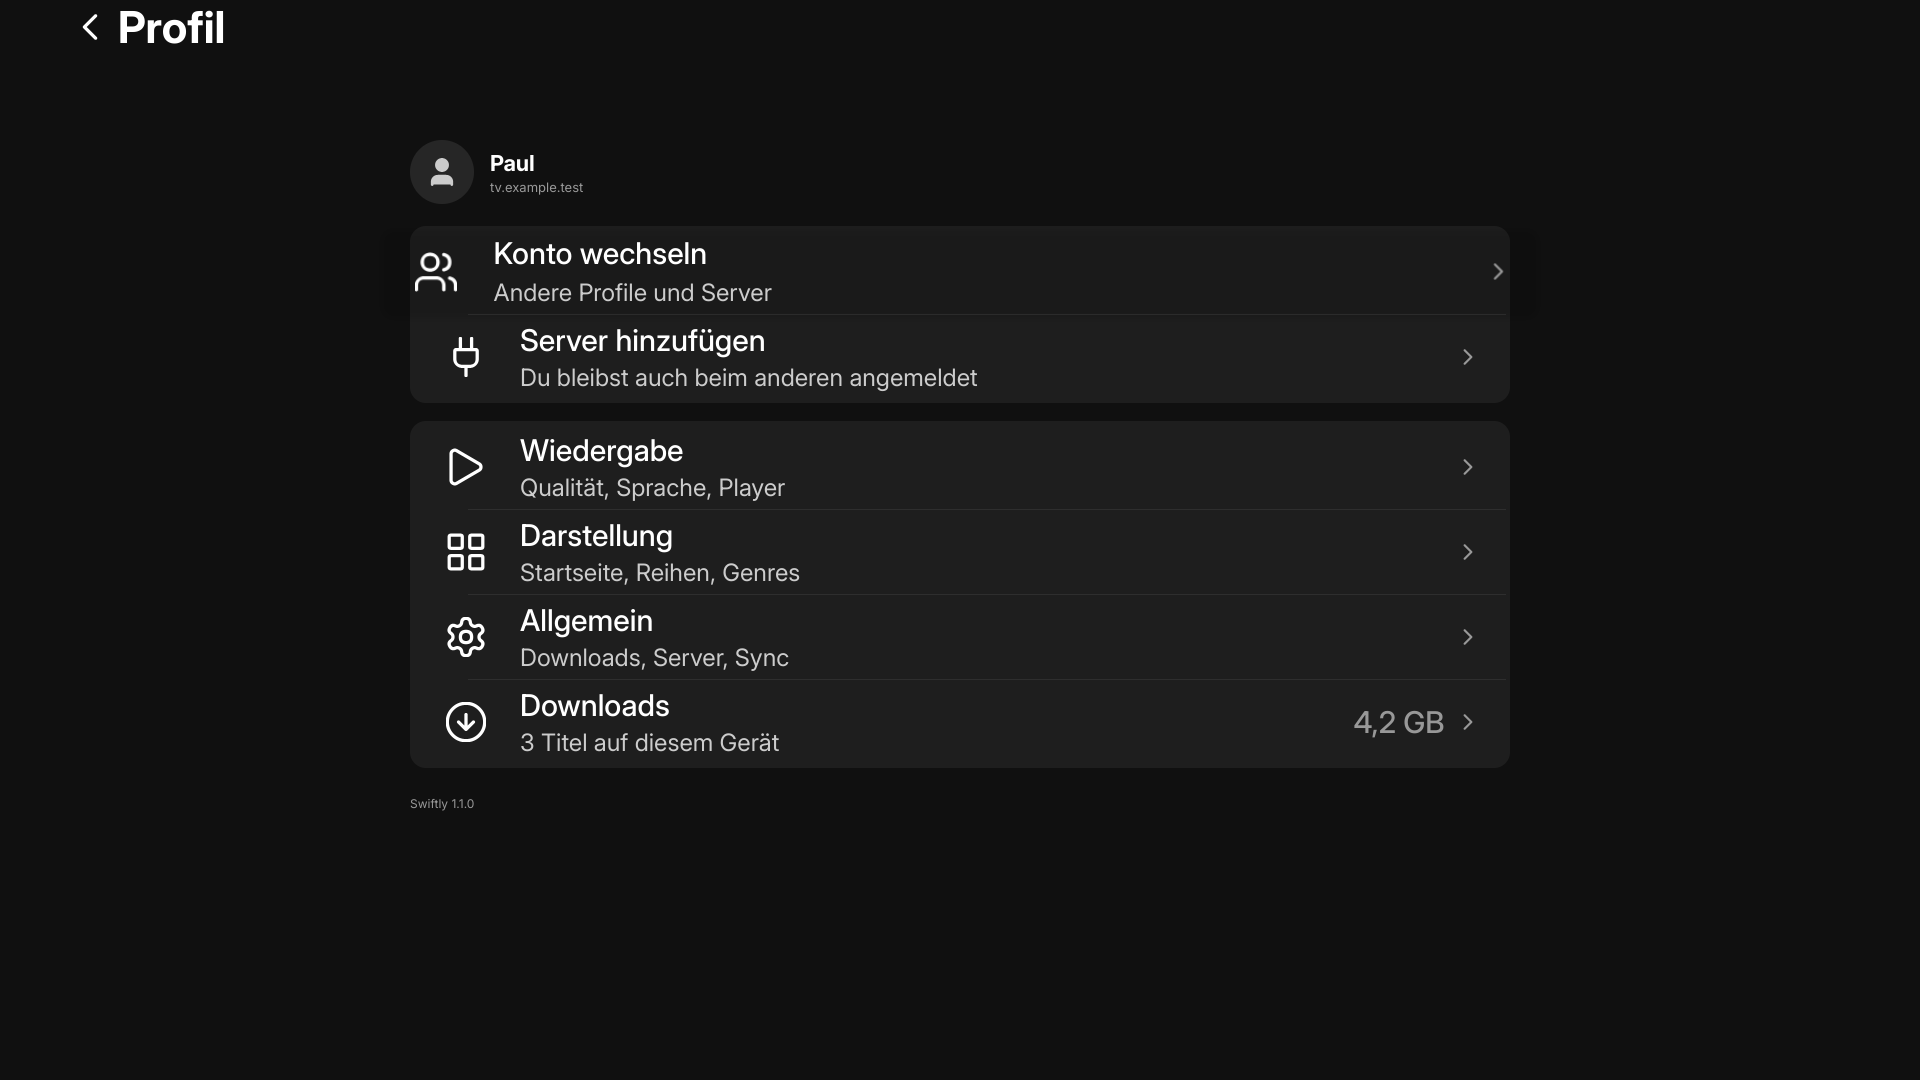 Profil
Paul
tv.example.test
Konto wechseln
Andere Profile und Server
Server hinzufügen
Du bleibst auch beim anderen angemeldet
Wiedergabe
Qualität, Sprache, Player
Darstellung
Startseite, Reihen, Genres
Allgemein
Downloads, Server, Sync
Downloads
3 Titel auf diesem Gerät
4,2 GB
Swiftly 1.1.0